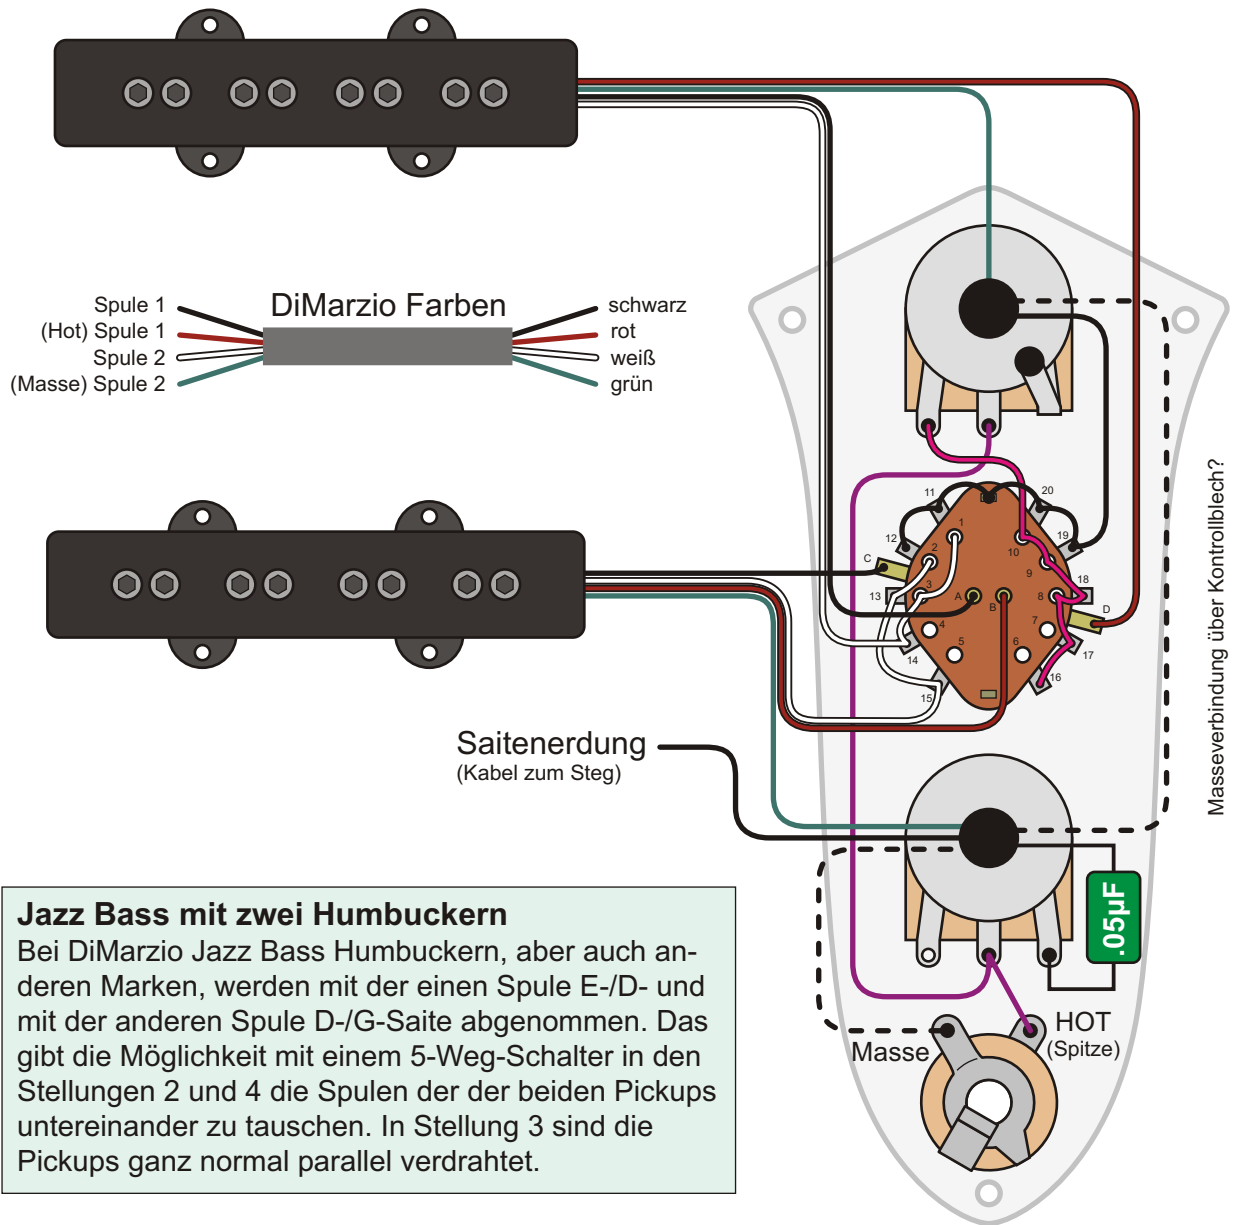 DiMarzio Farben
Spule 1
(Hot) Spule 1
Spule 2
(Masse) Spule 2
schwarz
rot
weiß
grün
Masseverbindung über Kontrollblech?
11
20
1
12
2
10
19
C
9
3
18
13
A
B
8
D
4
7
14
5
6
17
15
16
Saitenerdung
(Kabel zum Steg)
.05µF
HOT
(Spitze)
Masse
Jazz Bass mit zwei Humbuckern
Bei DiMarzio Jazz Bass Humbuckern, aber auch an-
deren Marken, werden mit der einen Spule E-/D- und
mit der anderen Spule D-/G-Saite abgenommen. Das
gibt die Möglichkeit mit einem 5-Weg-Schalter in den
Stellungen 2 und 4 die Spulen der der beiden Pickups
untereinander zu tauschen. In Stellung 3 sind die
Pickups ganz normal parallel verdrahtet.